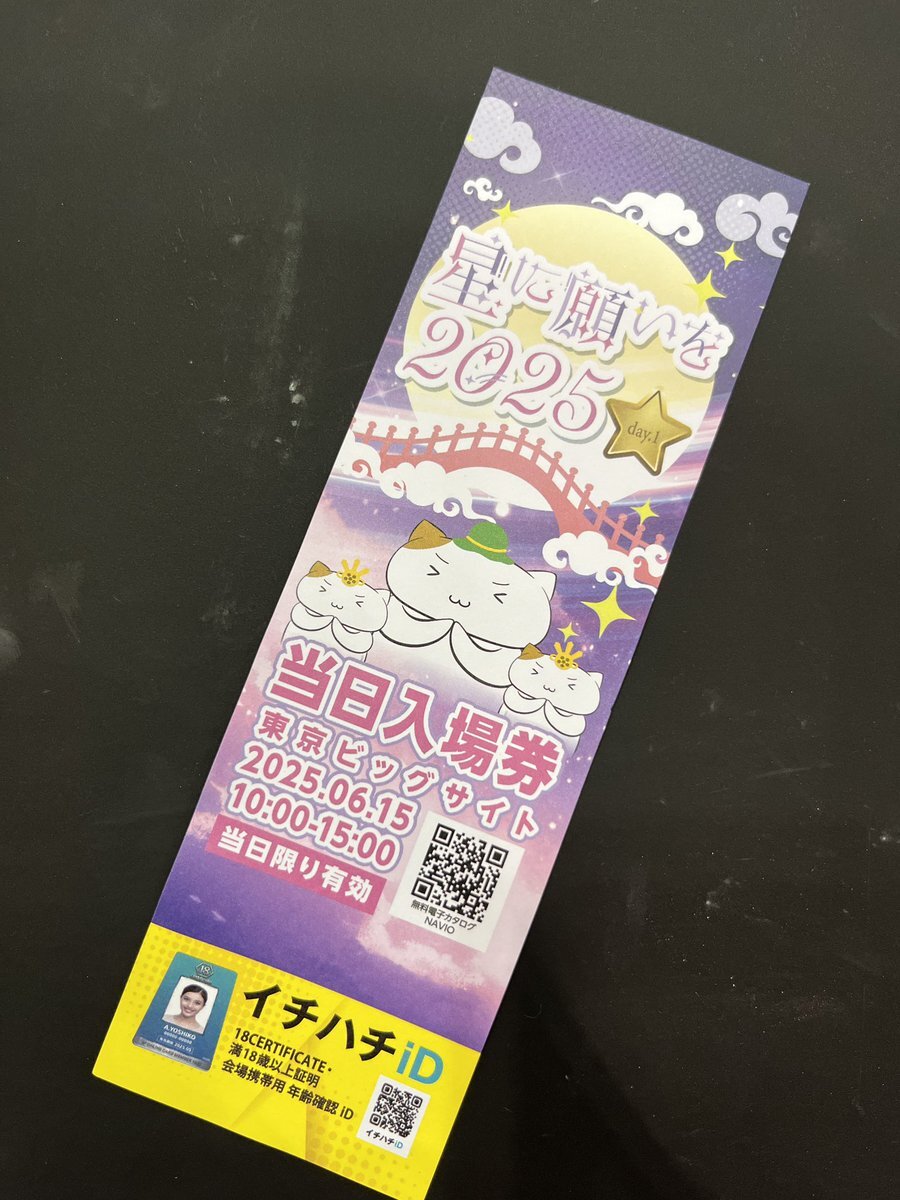 星に願いを
2025
day.1
当日入場券
東京ビッグサイト
2025.06.15
10:00-15:00
当日限り有効
無料電子カタログ
NAVIO
18
A.YOSHIKO
イチハチiD
18CERTIFICATE・
満18歳以上証明
会場携帯用 年齢確認 iD
イチハチiD